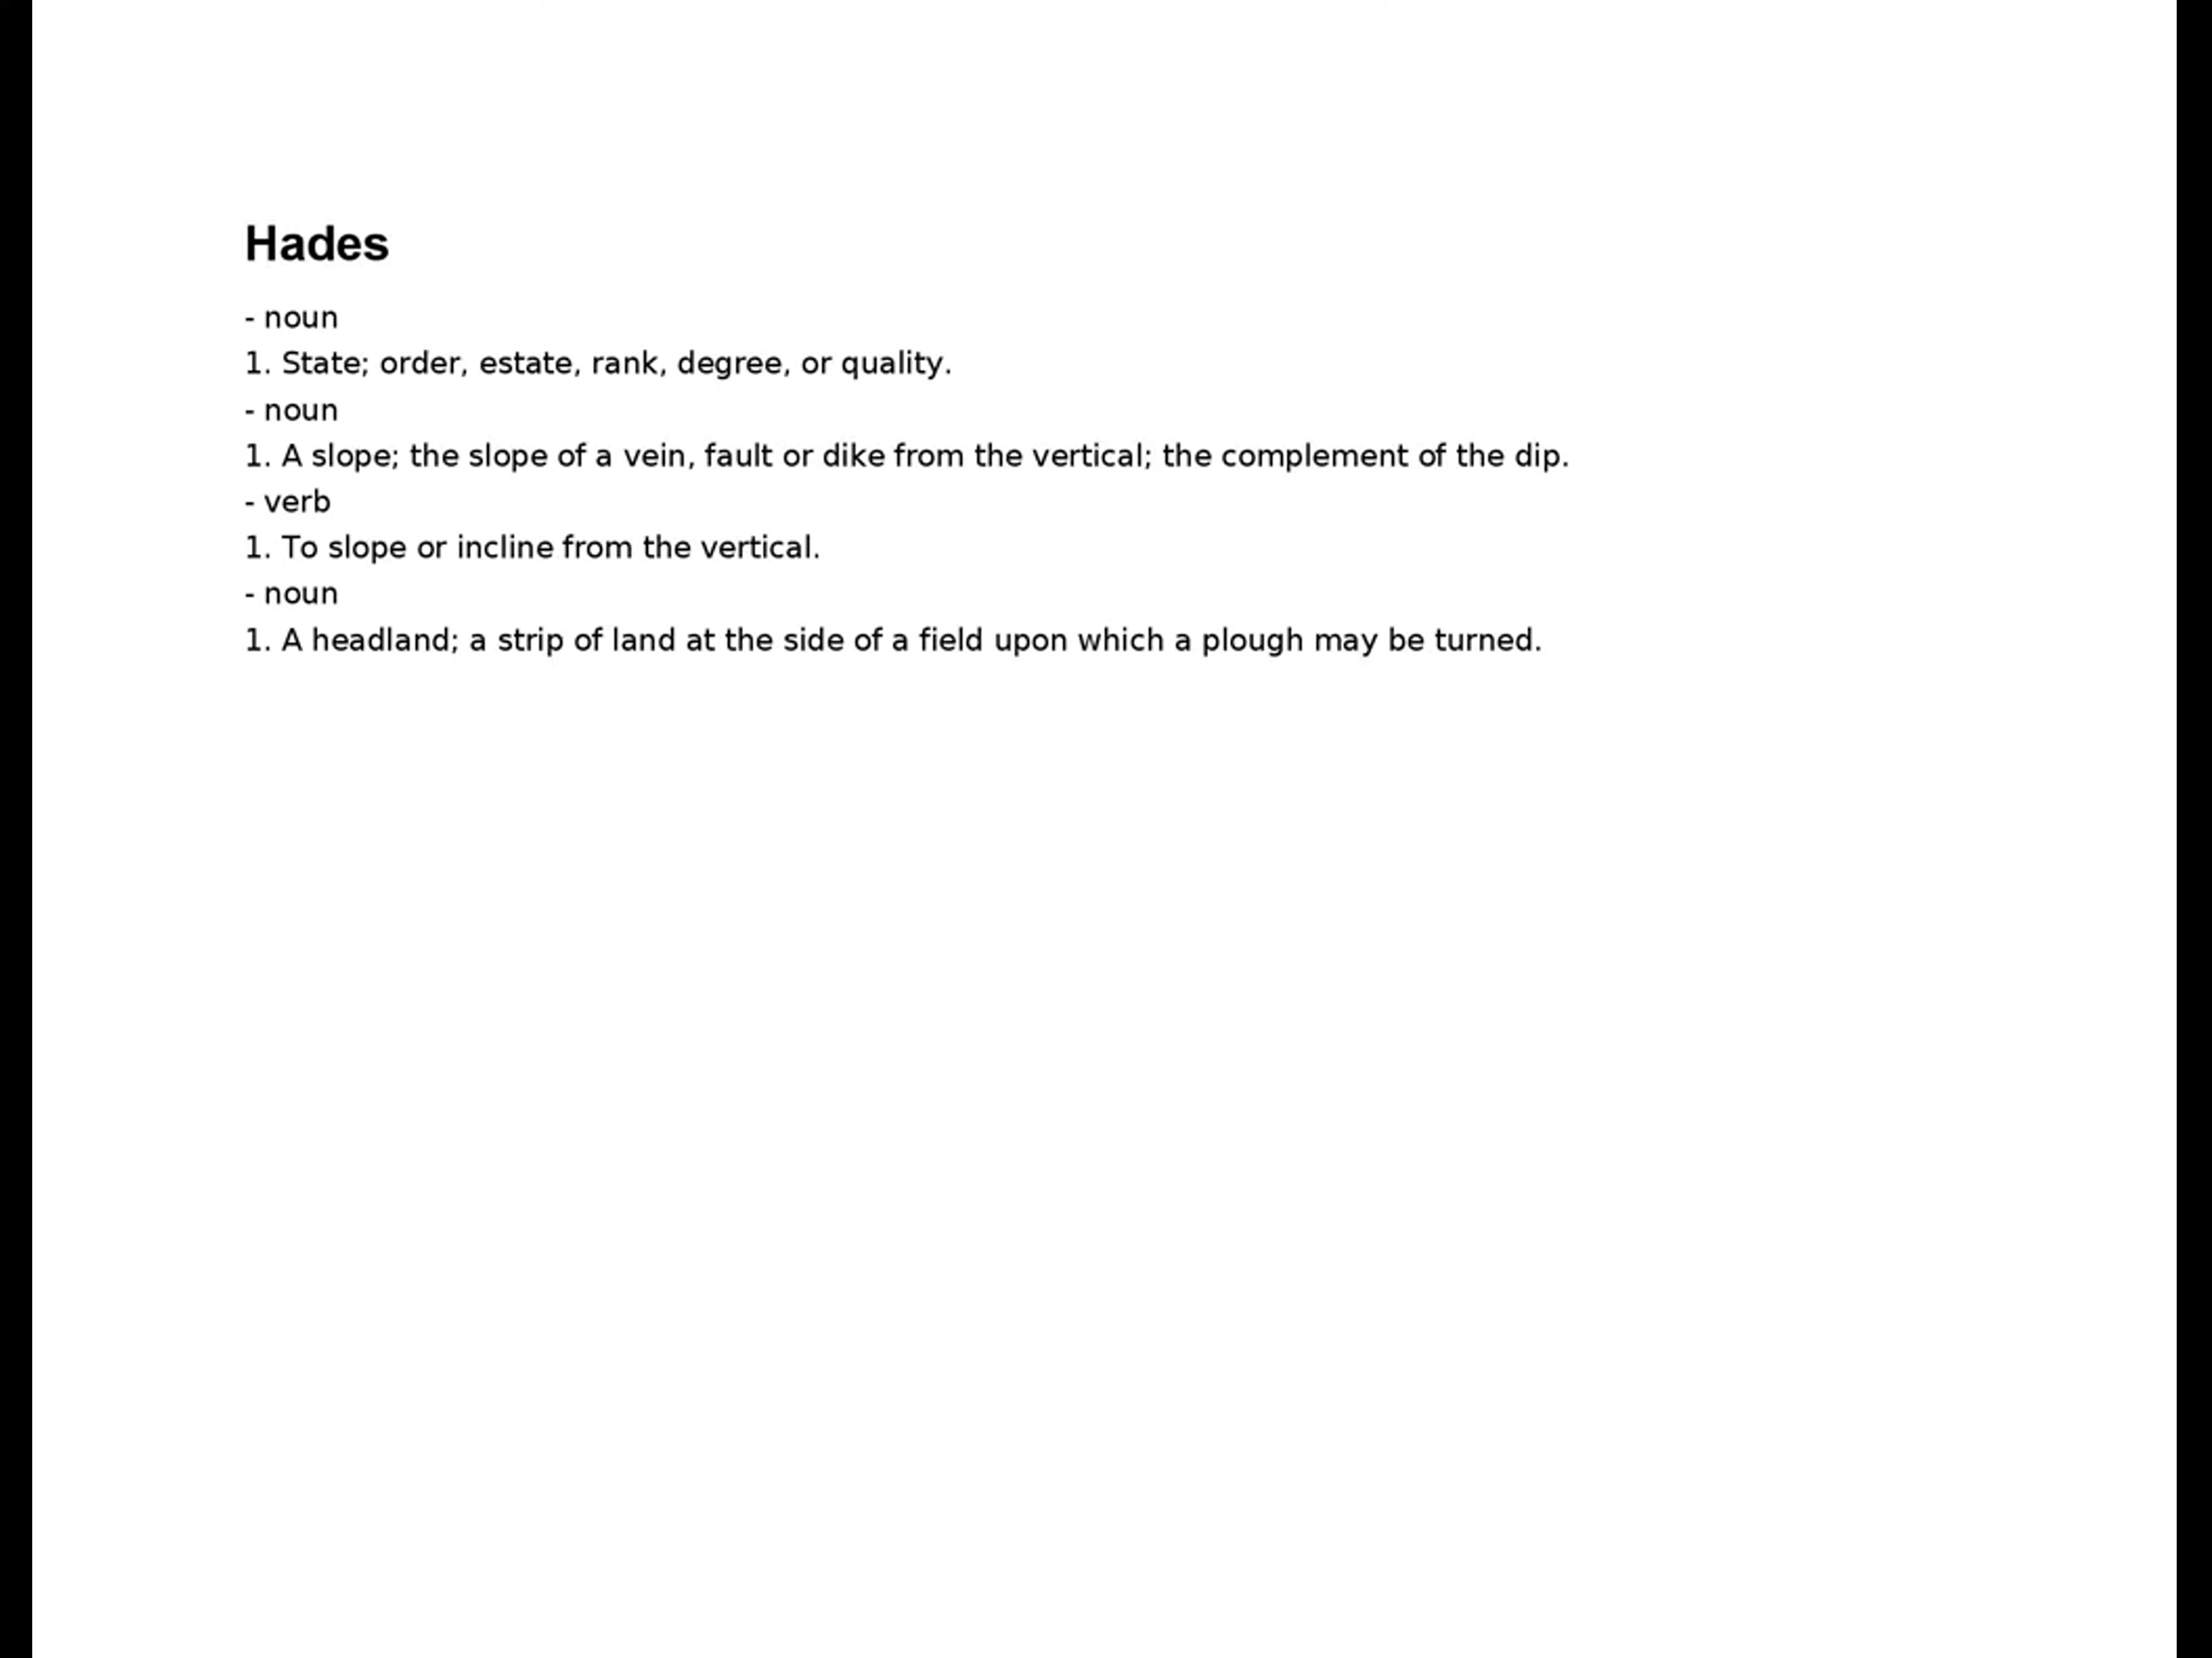 Hades
- noun
1. State; order, estate, rank, degree, or quality.
- noun
1. A slope; the slope of a vein, fault or dike from the vertical; the complement of the dip.
- verb
1. To slope or incline from the vertical.
- noun
1. A headland; a strip of land at the side of a field upon which a plough may be turned.